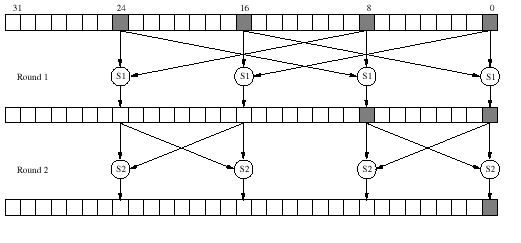 31 24 16 8 0
Round 1 S1 S1 S1 S1
Round 2 S2 S2 S2 S2